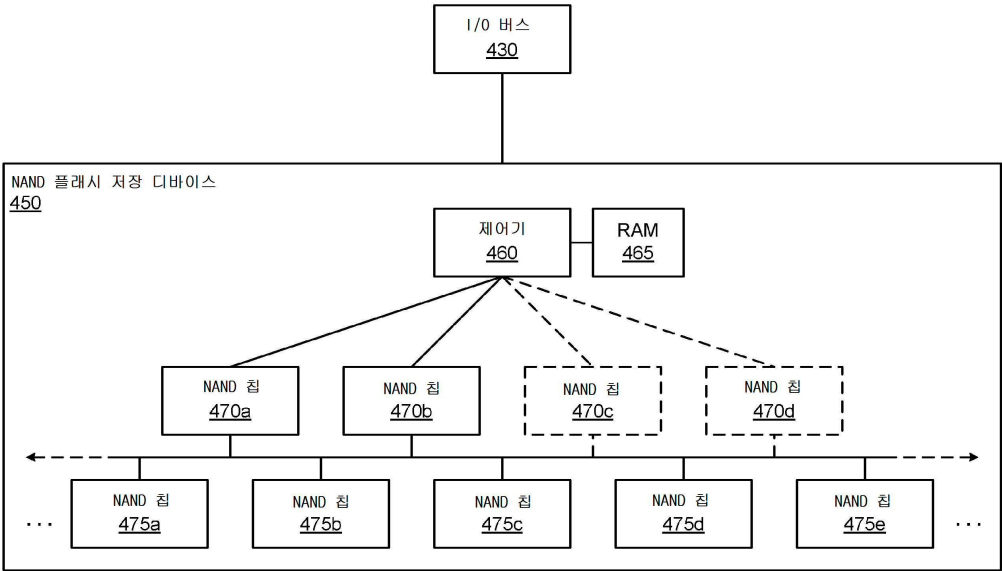 I/O 버스
430
NAND 플래시 저장 디바이스
450
제어기
460
RAM
465
NAND 칩
470a
NAND 칩
470b
NAND 칩
470c
NAND 칩
470d
NAND 칩
475a
NAND 칩
475b
NAND 칩
475c
NAND 칩
475d
NAND 칩
475e
...
...